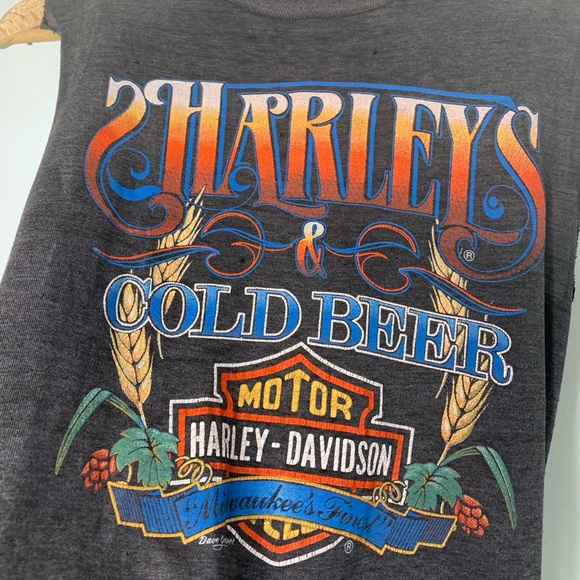 HARLEYS
®
&
COLD BEER
MOTOR
HARLEY-DAVIDSON
"Milwaukee's Finest"
®